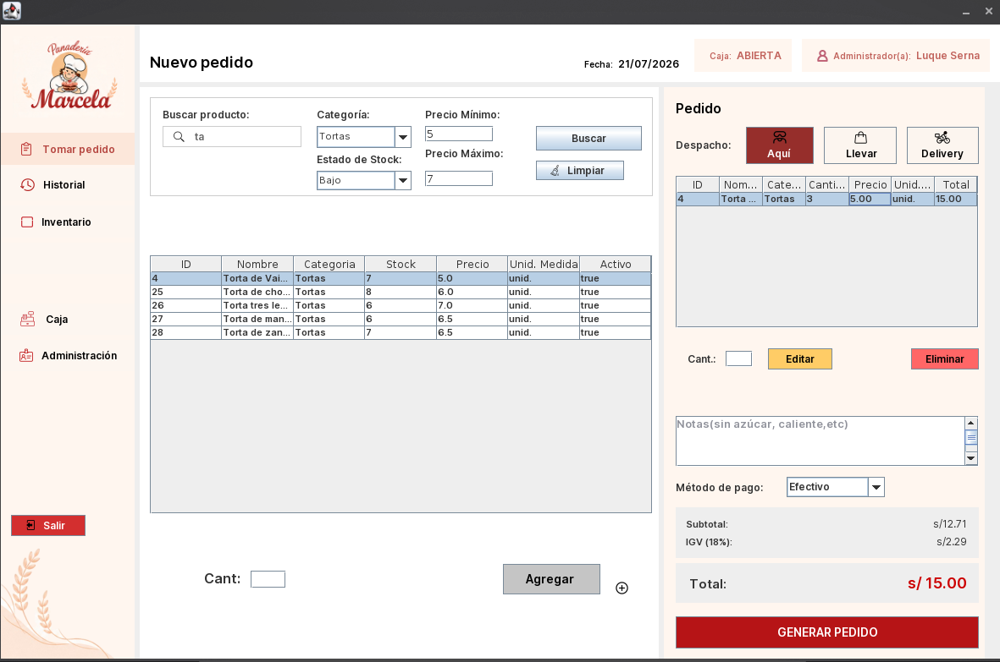 Panadería
Marcela
Tomar pedido
Historial
Inventario
Caja
Administración
Salir
Nuevo pedido
Fecha: 21/07/2026
Caja: ABIERTA
Administrador(a): Luque Serna
Buscar producto:
ta
Categoría:
Tortas
Estado de Stock:
Bajo
Precio Mínimo:
5
Precio Máximo:
7
Buscar
Limpiar
ID Nombre Categoria Stock Precio Unid. Medida Activo
4 Torta de Vai... Tortas 7 5.0 unid. true
25 Torta de cho... Tortas 8 6.0 unid. true
26 Torta tres le... Tortas 6 7.0 unid. true
27 Torta de man... Tortas 6 6.5 unid. true
28 Torta de zan... Tortas 7 6.5 unid. true
Cant:
Agregar
Pedido
Despacho:
Aquí
Llevar
Delivery
ID Nom... Cate... Canti... Precio Unid.... Total
4 Torta ... Tortas 3 5.00 unid. 15.00
Cant.:
Editar
Eliminar
Notas(sin azúcar, caliente,etc)
Método de pago:
Efectivo
Subtotal: s/12.71
IGV (18%): s/2.29
Total: s/ 15.00
GENERAR PEDIDO